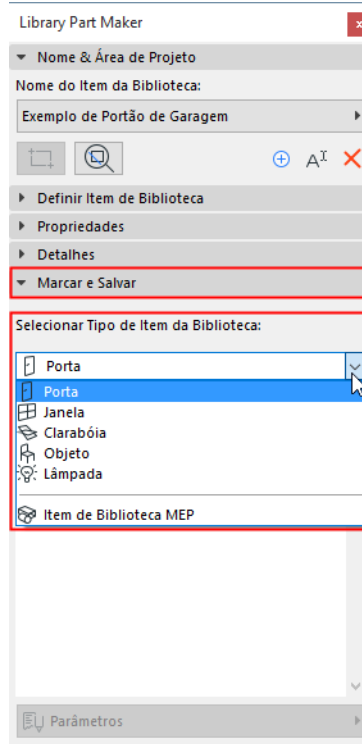 Library Part Maker
Nome & Área de Projeto
Nome do Item da Biblioteca:
Exemplo de Portão de Garagem
Definir Item de Biblioteca
Propriedades
Detalhes
Marcar e Salvar
Selecionar Tipo de Item da Biblioteca:
Porta
Porta
Janela
Clarabóia
Objeto
Lâmpada
Item de Biblioteca MEP
Parâmetros